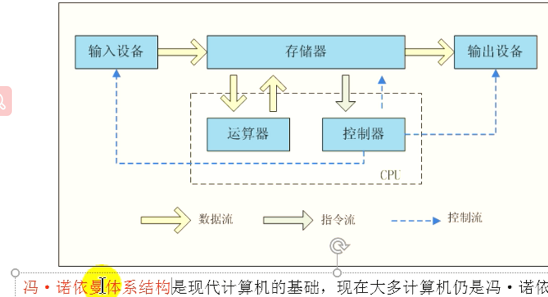 输入设备 存储器 输出设备
运算器 控制器
CPU
数据流 指令流 控制流
冯·诺依曼体系结构是现代计算机的基础，现在大多计算机仍是冯·诺依